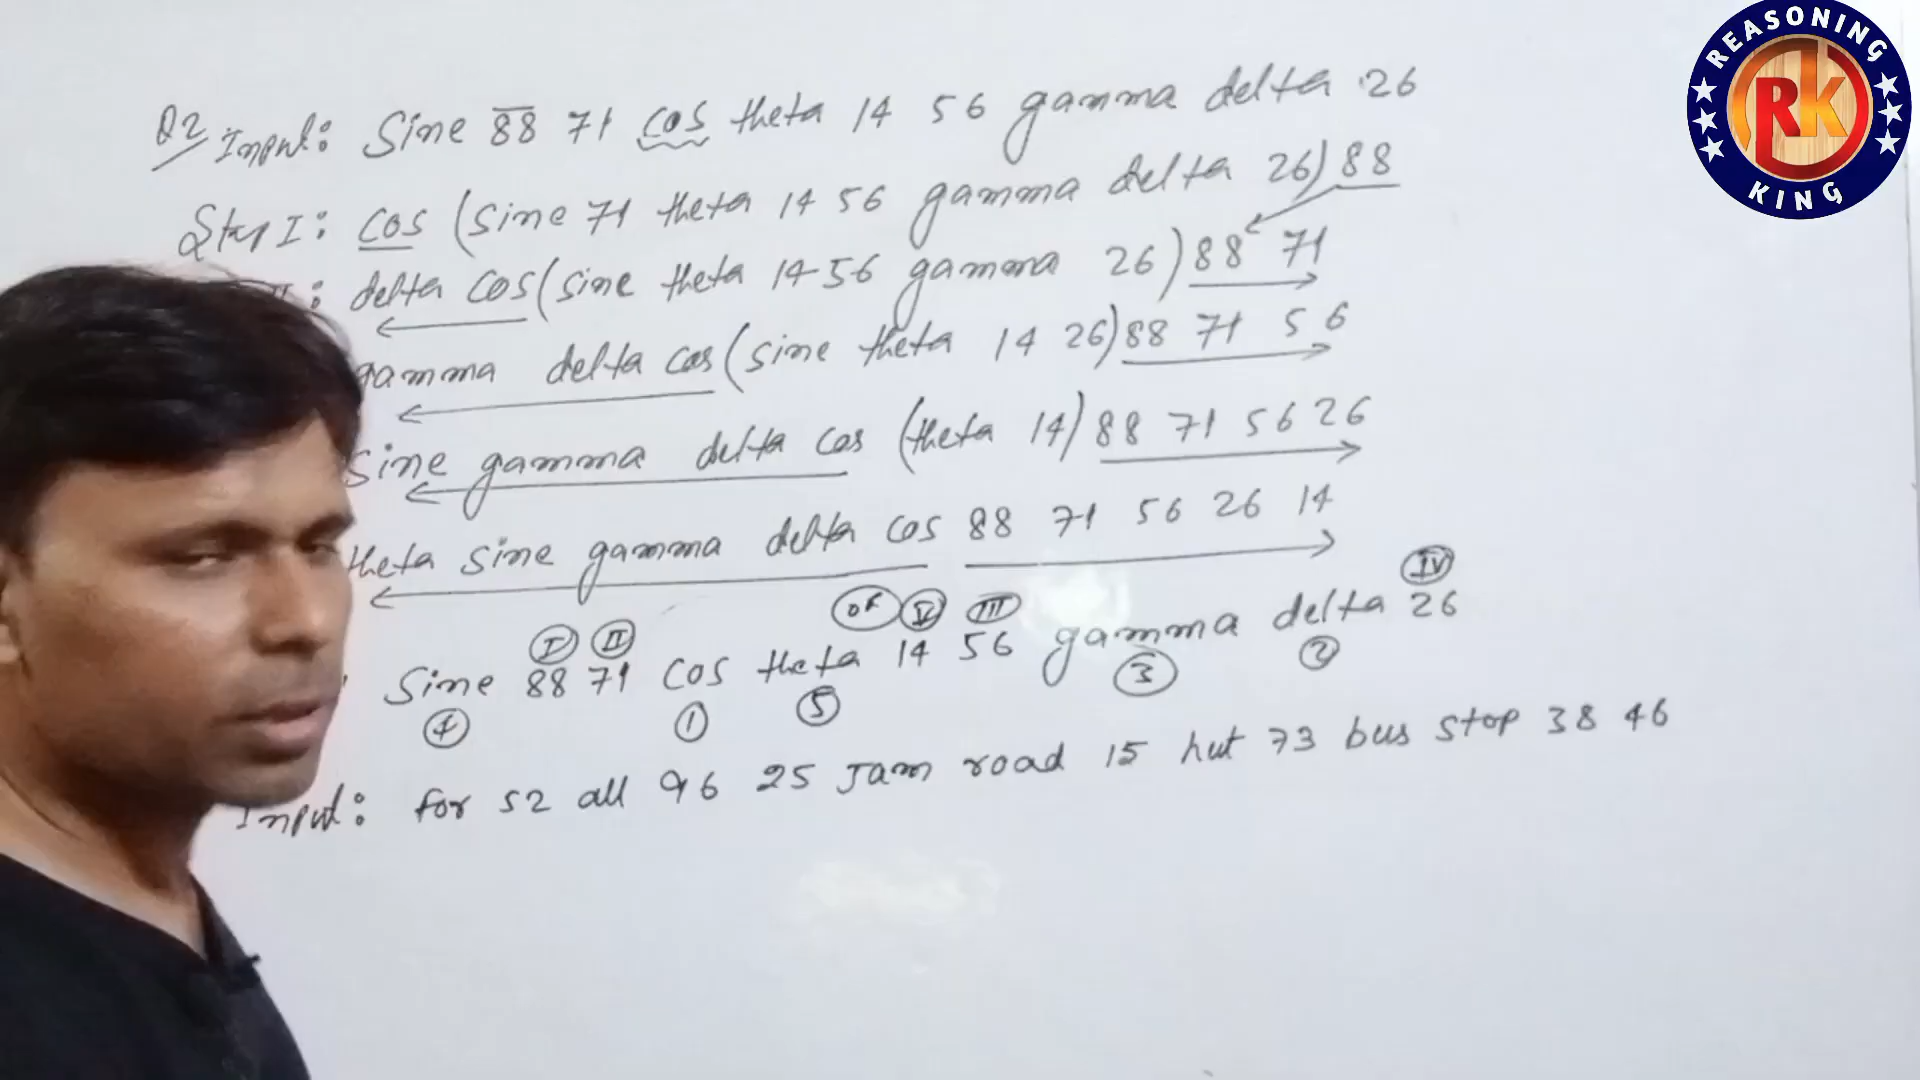 REASONING
RK
KING
Q2 Input: Sine 88 71 cos theta 14 56 gamma delta 26
Step I: cos (sine 71 theta 14 56 gamma delta 26) 88
II: delta cos (sine theta 14 56 gamma 26) 88 71
gamma delta cos (sine theta 14 26) 88 71 56
sine gamma delta cos (theta 14) 88 71 56 26
theta sine gamma delta cos 88 71 56 26 14
I II OR V III IV
Sine 88 71 cos theta 14 56 gamma delta 26
4 1 5 3 2
Input: for 52 all 96 25 Jam road 15 hut 73 bus stop 38 46